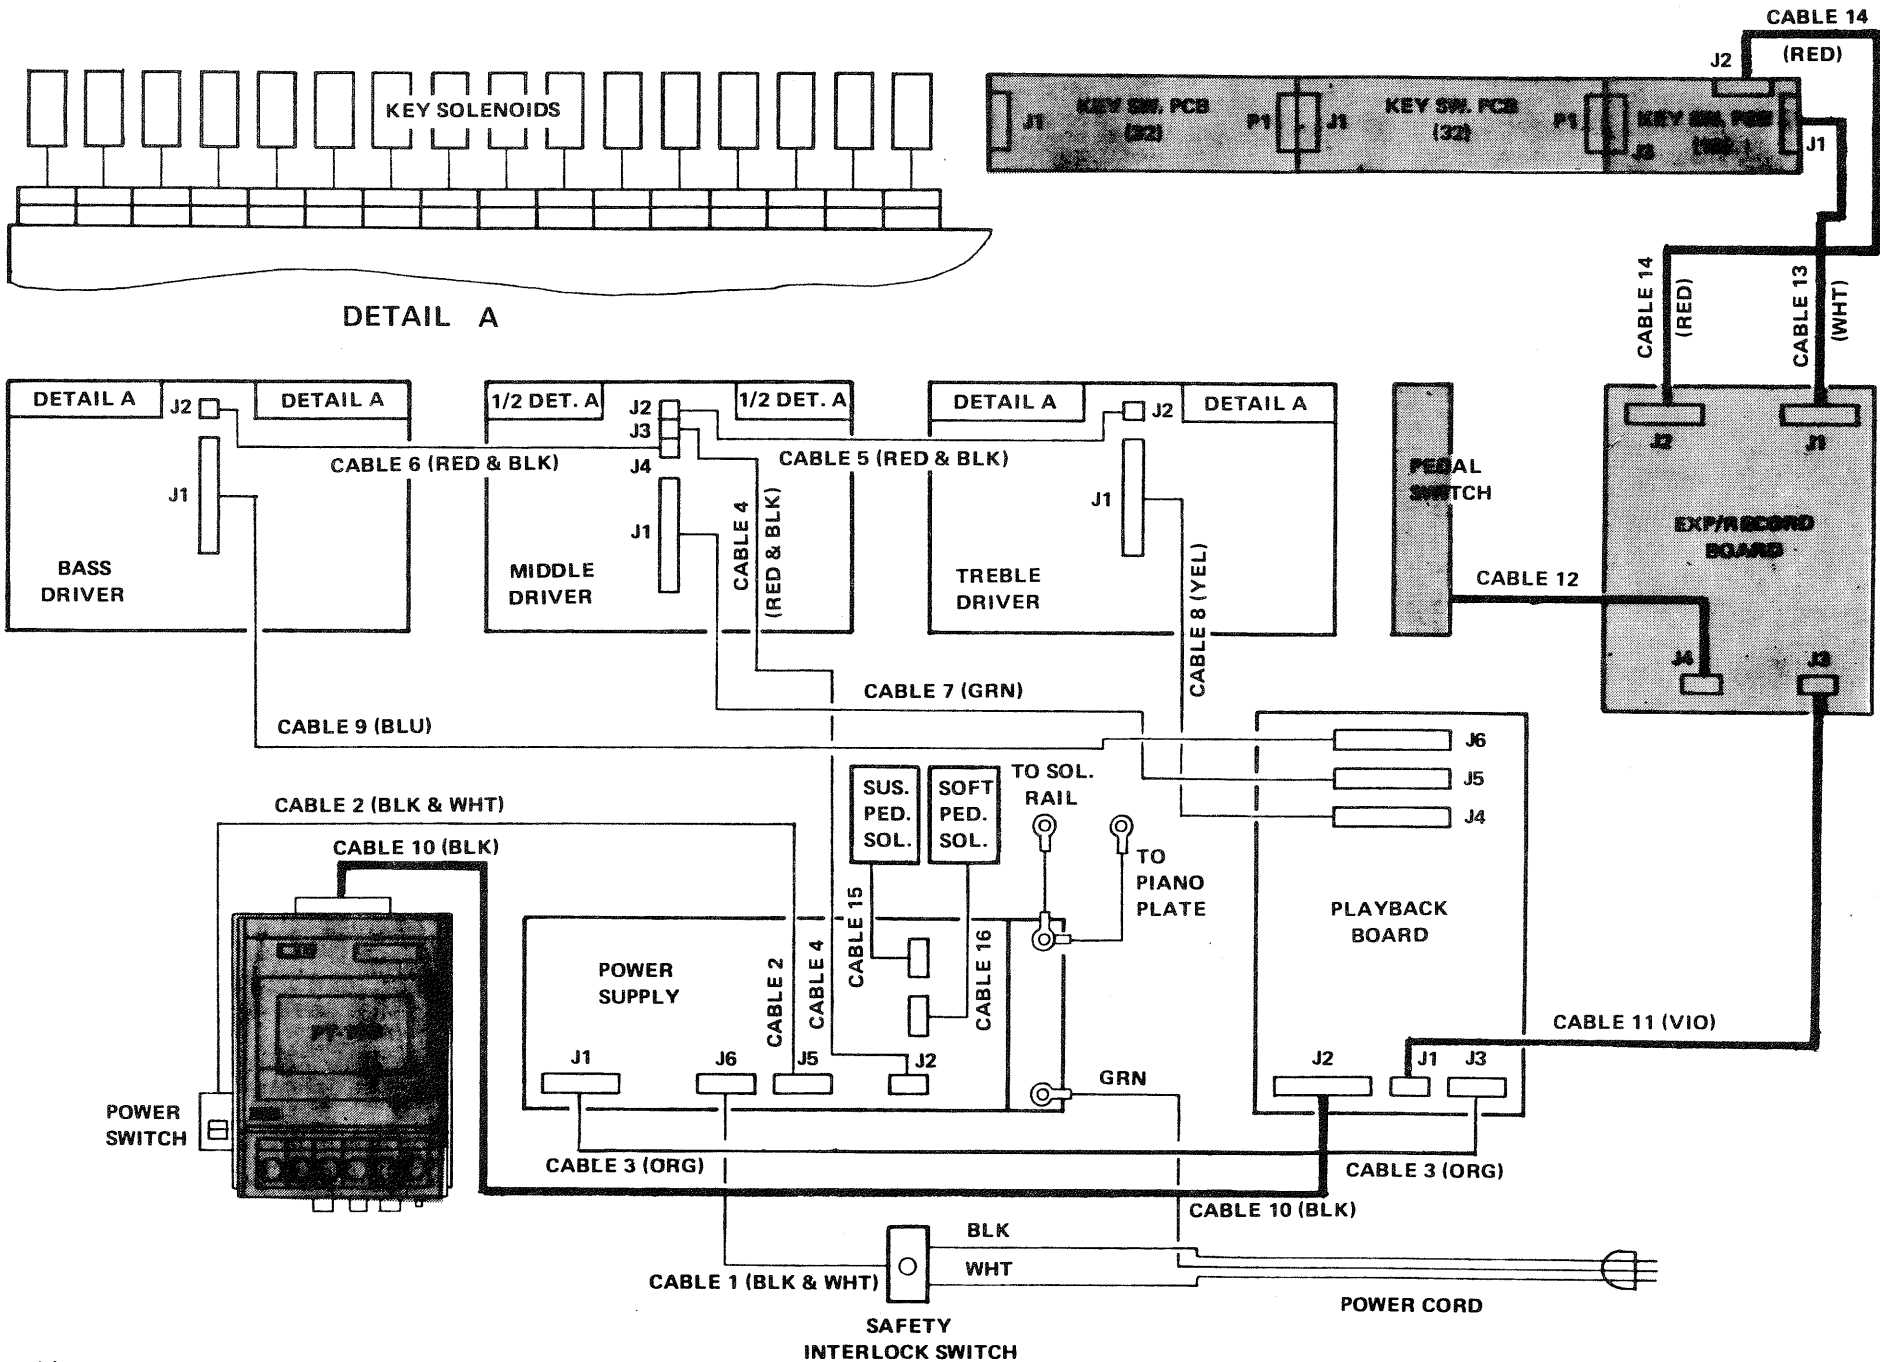 CABLE 14
(RED)
J2
KEY SOLENOIDS
J1
KEY SW. PCB
(32)
P1
J1
KEY SW. PCB
(32)
P1
J3
KEY SW. PCB
J1
DETAIL A
CABLE 14
(RED)
CABLE 13
(WHT)
DETAIL A
J2
DETAIL A
J1
BASS
DRIVER
CABLE 6 (RED & BLK)
1/2 DET. A
J2
J3
J4
1/2 DET. A
J1
MIDDLE
DRIVER
CABLE 4
(RED & BLK)
CABLE 5 (RED & BLK)
DETAIL A
J2
DETAIL A
J1
TREBLE
DRIVER
CABLE 8 (YEL)
PEDAL
SWITCH
CABLE 12
J2
J1
EXP/RECORD
BOARD
J4
J3
CABLE 7 (GRN)
CABLE 9 (BLU)
CABLE 2 (BLK & WHT)
CABLE 10 (BLK)
SUS.
PED.
SOL.
SOFT
PED.
SOL.
TO SOL.
RAIL
TO
PIANO
PLATE
J6
J5
J4
PLAYBACK
BOARD
J2
J1
J3
CABLE 11 (VIO)
POWER
SUPPLY
CABLE 2
CABLE 4
CABLE 15
CABLE 16
J1
J6
J5
J2
GRN
POWER
SWITCH
CABLE 3 (ORG)
CABLE 3 (ORG)
CABLE 10 (BLK)
BLK
WHT
CABLE 1 (BLK & WHT)
POWER CORD
SAFETY
INTERLOCK SWITCH